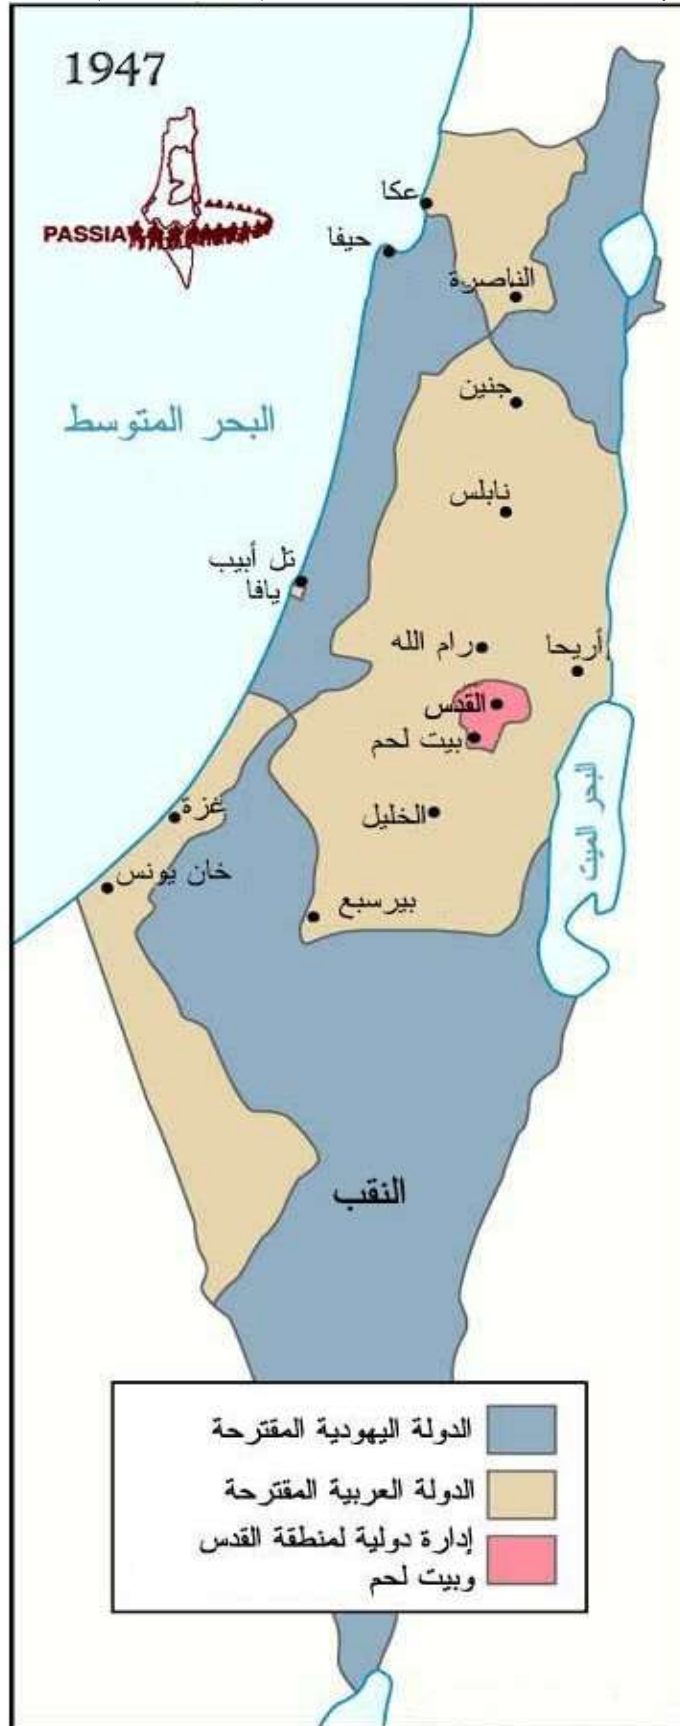 1947
PASSIA
عكا
حيفا
الناصرة
جنين
البحر المتوسط
نابلس
تل أبيب
يافا
رام الله
أريحا
القدس
بيت لحم
البحر الميت
غزة
الخليل
خان يونس
بيرسبع
النقب
الدولة اليهودية المقترحة
الدولة العربية المقترحة
إدارة دولية لمنطقة القدس
وبيت لحم